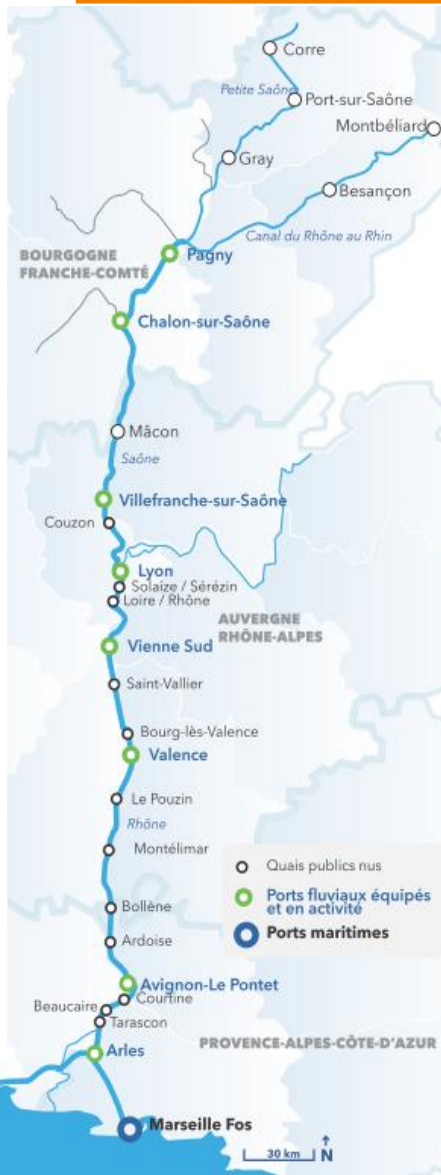 Corre
Petite Saône
Port-sur-Saône
Montbéliard
Gray
Besançon
Canal du Rhône au Rhin
BOURGOGNE
FRANCHE-COMTÉ
Pagny
Chalon-sur-Saône
Mâcon
Saône
Villefranche-sur-Saône
Couzon
Lyon
Solaize / Sérézin
Loire / Rhône
AUVERGNE
RHÔNE-ALPES
Vienne Sud
Saint-Vallier
Bourg-lès-Valence
Valence
Le Pouzin
Rhône
Montélimar
Quais publics nus
Ports fluviaux équipés
et en activité
Ports maritimes
Bollène
Ardoise
Avignon-Le Pontet
Courtine
Beaucaire
Tarascon
PROVENCE-ALPES-CÔTE-D'AZUR
Arles
Marseille Fos
30 km
N